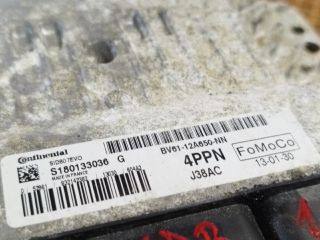 Continental
SID807EVO
S180133036 G
MADE IN FRANCE
BV61-12A650-NN
4PPN
J38AC
FoMoCo
13-01-30